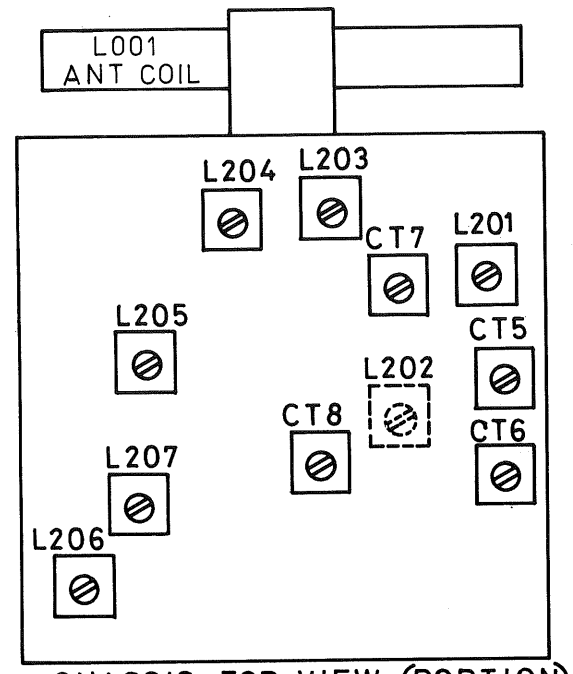 L001
ANT COIL
L204
L203
CT7
L201
L205
L202
CT5
CT8
CT6
L207
L206
CHASSIS TOP VIEW (PORTION)